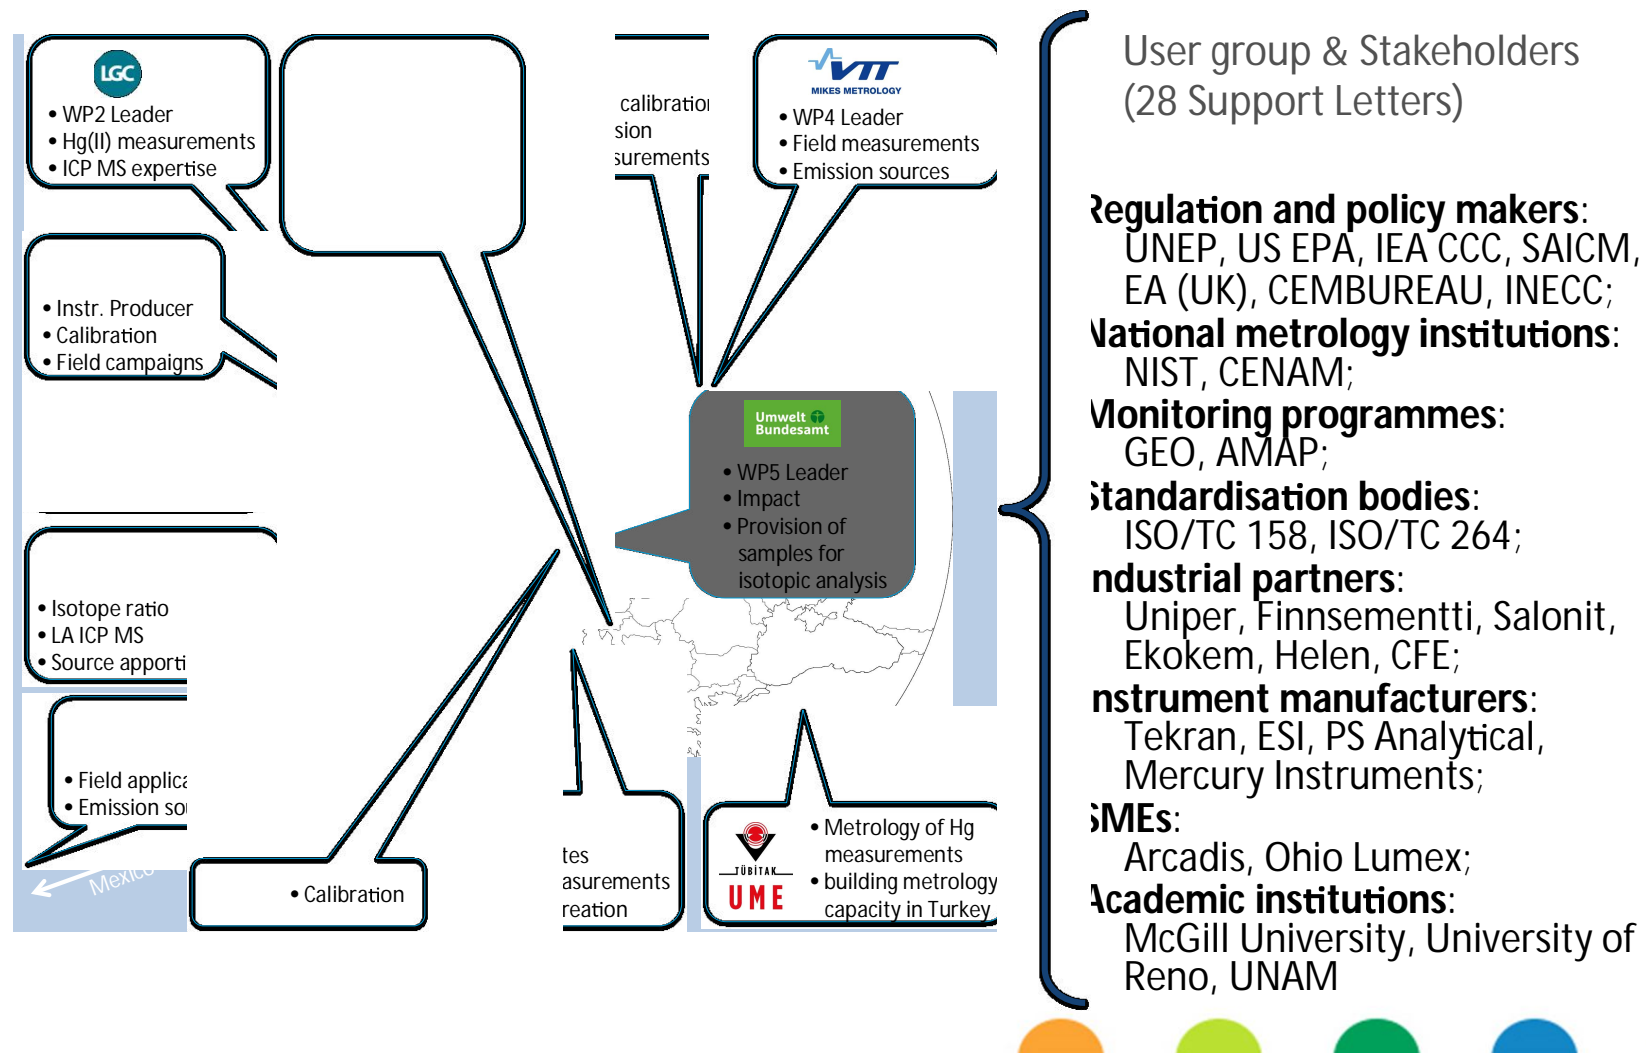 LGC
• WP2 Leader
• Hg(II) measurements
• ICP MS expertise
calibration
surements
VTT
MIKES METROLOGY
• WP4 Leader
• Field measurements
• Emission sources
• Instr. Producer
• Calibration
• Field campaigns
Umwelt
Bundesamt
• WP5 Leader
• Impact
• Provision of
samples for
isotopic analysis
• Isotope ratio
• LA ICP MS
• Source apporti
• Field applica
• Emission sou
Mexico
• Calibration
tes
asurements
reation
TÜBİTAK
UME
• Metrology of Hg
measurements
• building metrology
capacity in Turkey
User group & Stakeholders
(28 Support Letters)
Regulation and policy makers:
UNEP, US EPA, IEA CCC, SAICM,
EA (UK), CEMBUREAU, INECC;
National metrology institutions:
NIST, CENAM;
Monitoring programmes:
GEO, AMAP;
Standardisation bodies:
ISO/TC 158, ISO/TC 264;
Industrial partners:
Uniper, Finnsementti, Salonit,
Ekokem, Helen, CFE;
Instrument manufacturers:
Tekran, ESI, PS Analytical,
Mercury Instruments;
SMEs:
Arcadis, Ohio Lumex;
Academic institutions:
McGill University, University of
Reno, UNAM